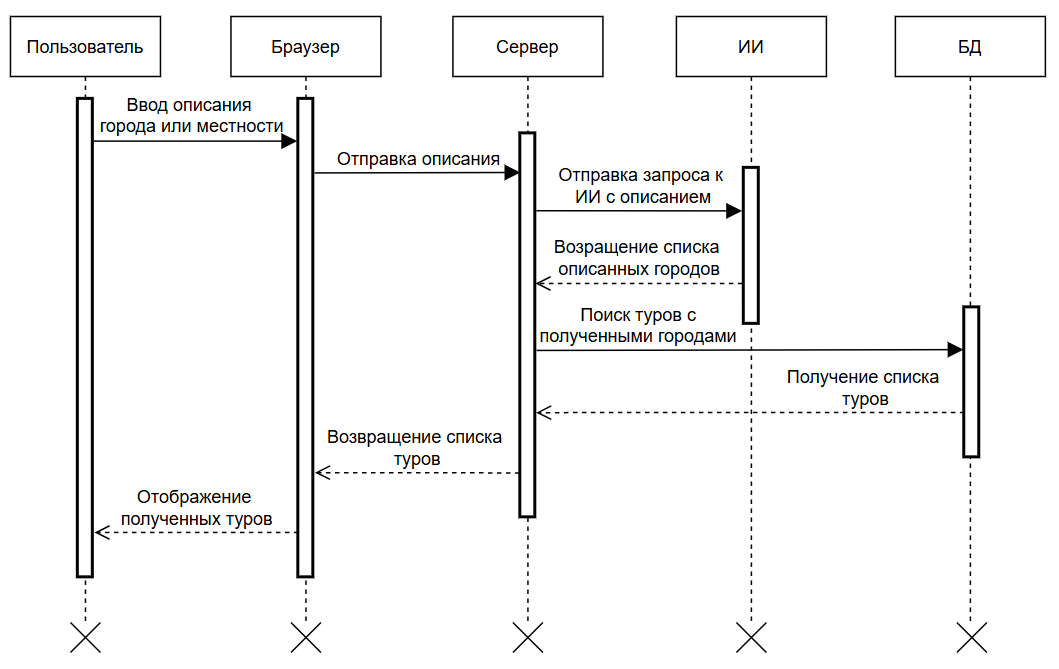 Пользователь
Браузер
Сервер
ИИ
БД
Ввод описания
города или местности
Отправка описания
Отправка запроса к
ИИ с описанием
Возращение списка
описанных городов
Поиск туров с
полученными городами
Получение списка
туров
Возвращение списка
туров
Отображение
полученных туров